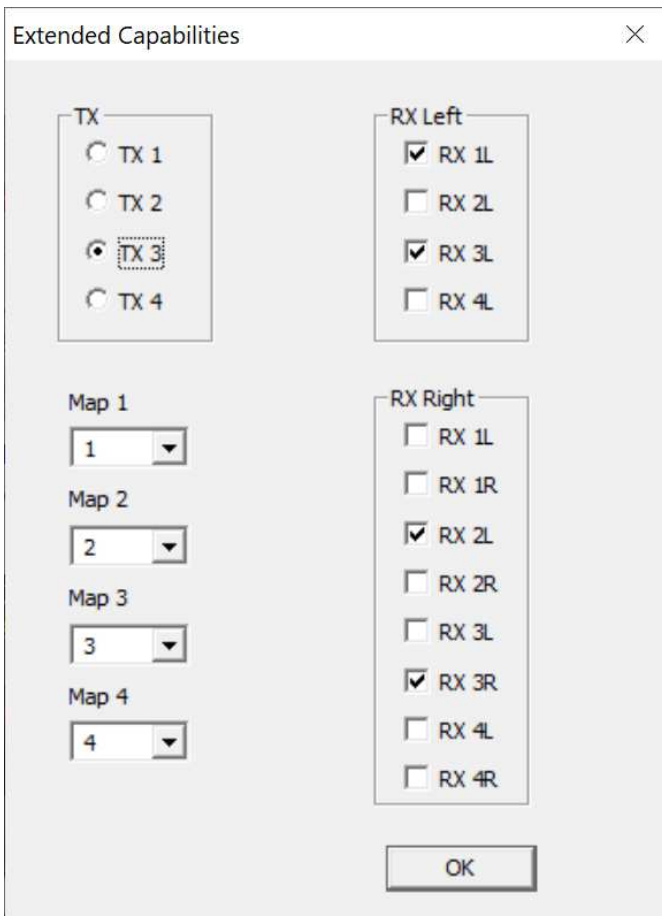 Extended Capabilities
TX
TX 1
TX 2
TX 3
TX 4
RX Left
RX 1L
RX 2L
RX 3L
RX 4L
Map 1
1
Map 2
2
Map 3
3
Map 4
4
RX Right
RX 1L
RX 1R
RX 2L
RX 2R
RX 3L
RX 3R
RX 4L
RX 4R
OK